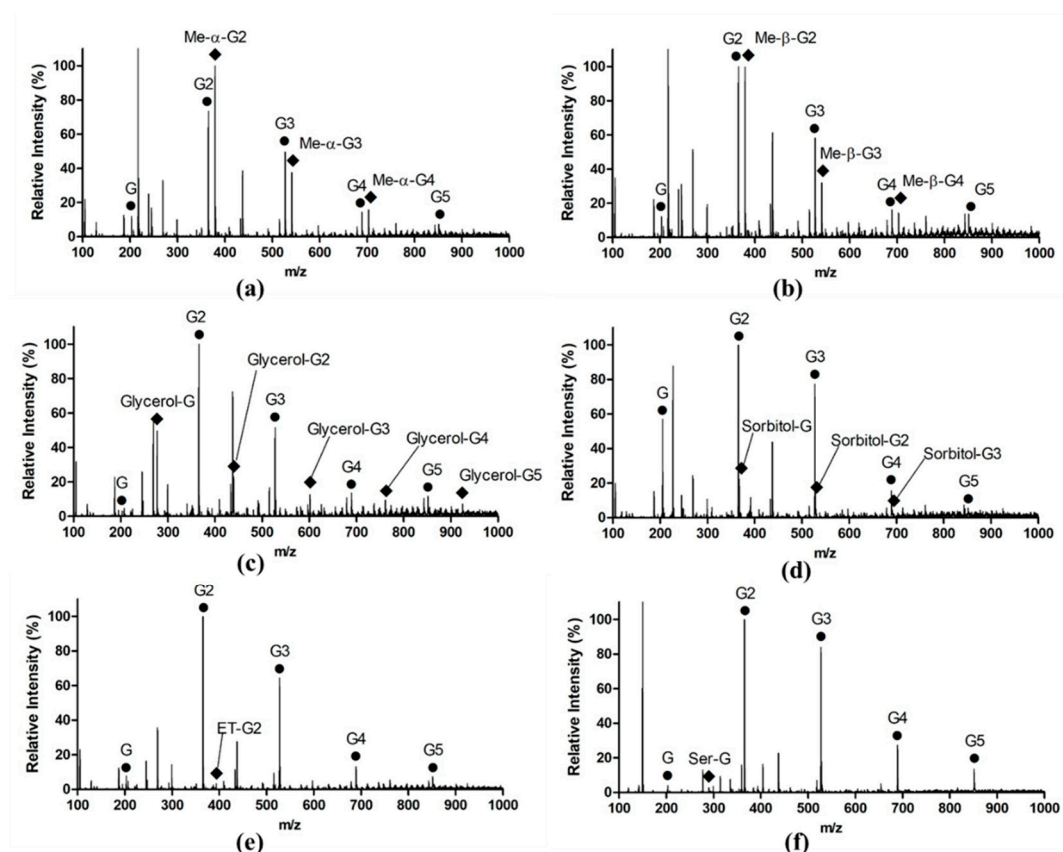 Me-α-G2
G2
G3
Me-α-G3
G4
Me-α-G4
G5
G
Relative Intensity (%)
100
80
60
40
20
0
100 200 300 400 500 600 700 800 900 1000
m/z
(a)
G2
Me-β-G2
G3
Me-β-G3
G4
Me-β-G4
G5
G
Relative Intensity (%)
100
80
60
40
20
0
100 200 300 400 500 600 700 800 900 1000
m/z
(b)
G2
Glycerol-G2
Glycerol-G
G3
Glycerol-G3
Glycerol-G4
G4
G5
Glycerol-G5
G
Relative Intensity (%)
100
80
60
40
20
0
100 200 300 400 500 600 700 800 900 1000
m/z
(c)
G2
G3
G
Sorbitol-G
Sorbitol-G2
Sorbitol-G3
G4
G5
Relative Intensity (%)
100
80
60
40
20
0
100 200 300 400 500 600 700 800 900 1000
m/z
(d)
G2
G3
ET-G2
G
G4
G5
Relative Intensity (%)
100
80
60
40
20
0
100 200 300 400 500 600 700 800 900 1000
m/z
(e)
G2
G3
G4
G
Ser-G
G5
Relative Intensity (%)
100
80
60
40
20
0
100 200 300 400 500 600 700 800 900 1000
m/z
(f)